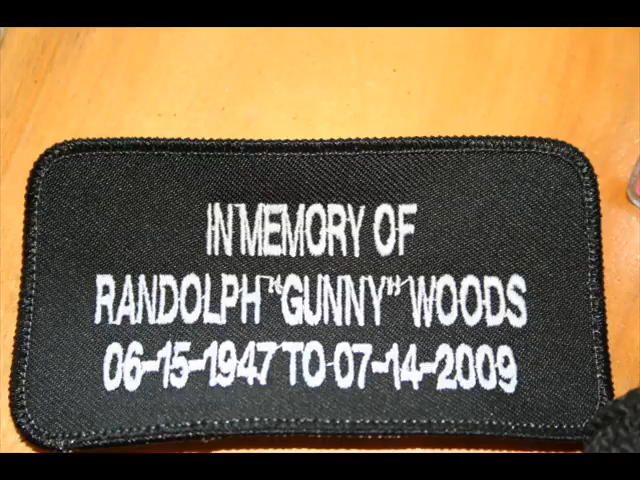 IN MEMORY OF
RANDOLPH "GUNNY" WOODS
06-15-1947 TO 07-14-2009